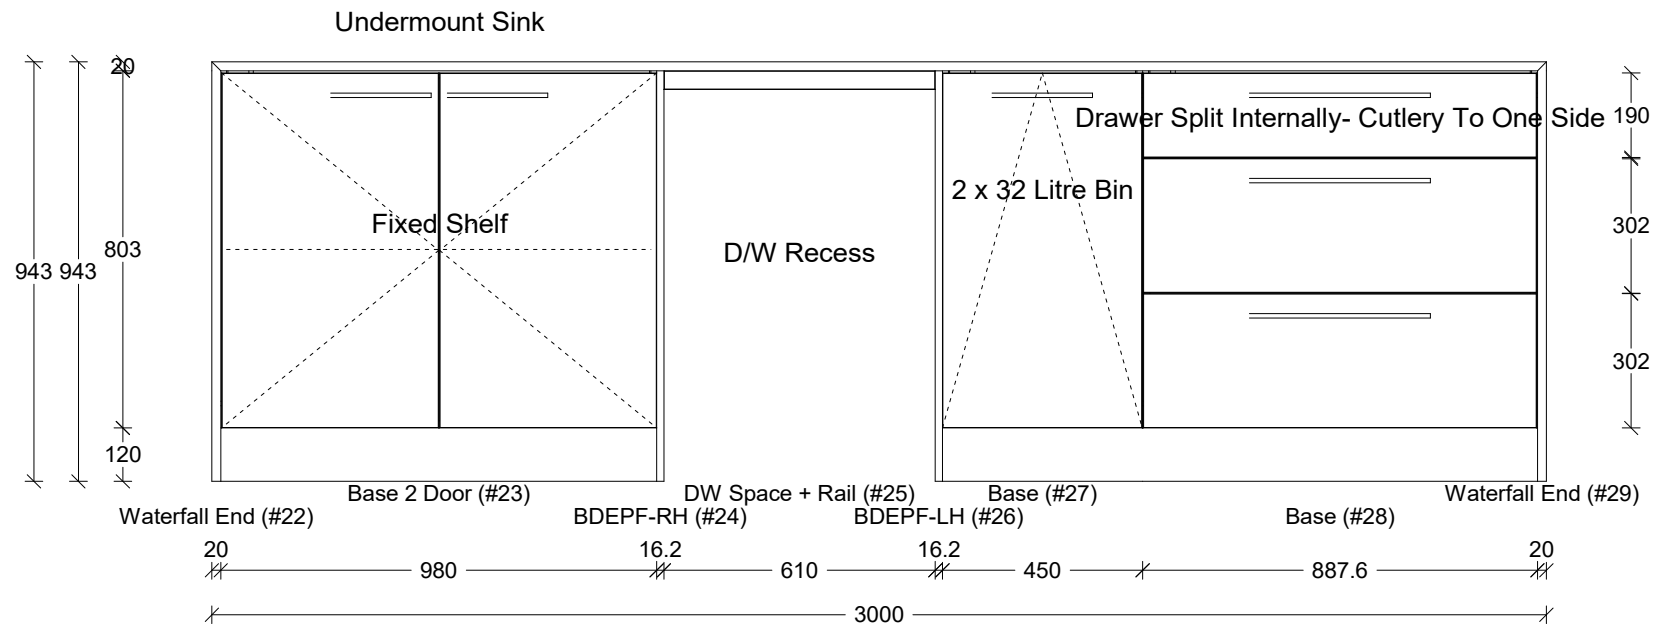 Undermount Sink
20
Drawer Split Internally- Cutlery To One Side
190
2 x 32 Litre Bin
Fixed Shelf
302
803
D/W Recess
943
943
302
120
Base 2 Door (#23)
DW Space + Rail (#25)
Base (#27)
Waterfall End (#29)
Waterfall End (#22)
BDEPF-RH (#24)
BDEPF-LH (#26)
Base (#28)
20
16.2
16.2
20
980
610
450
887.6
3000